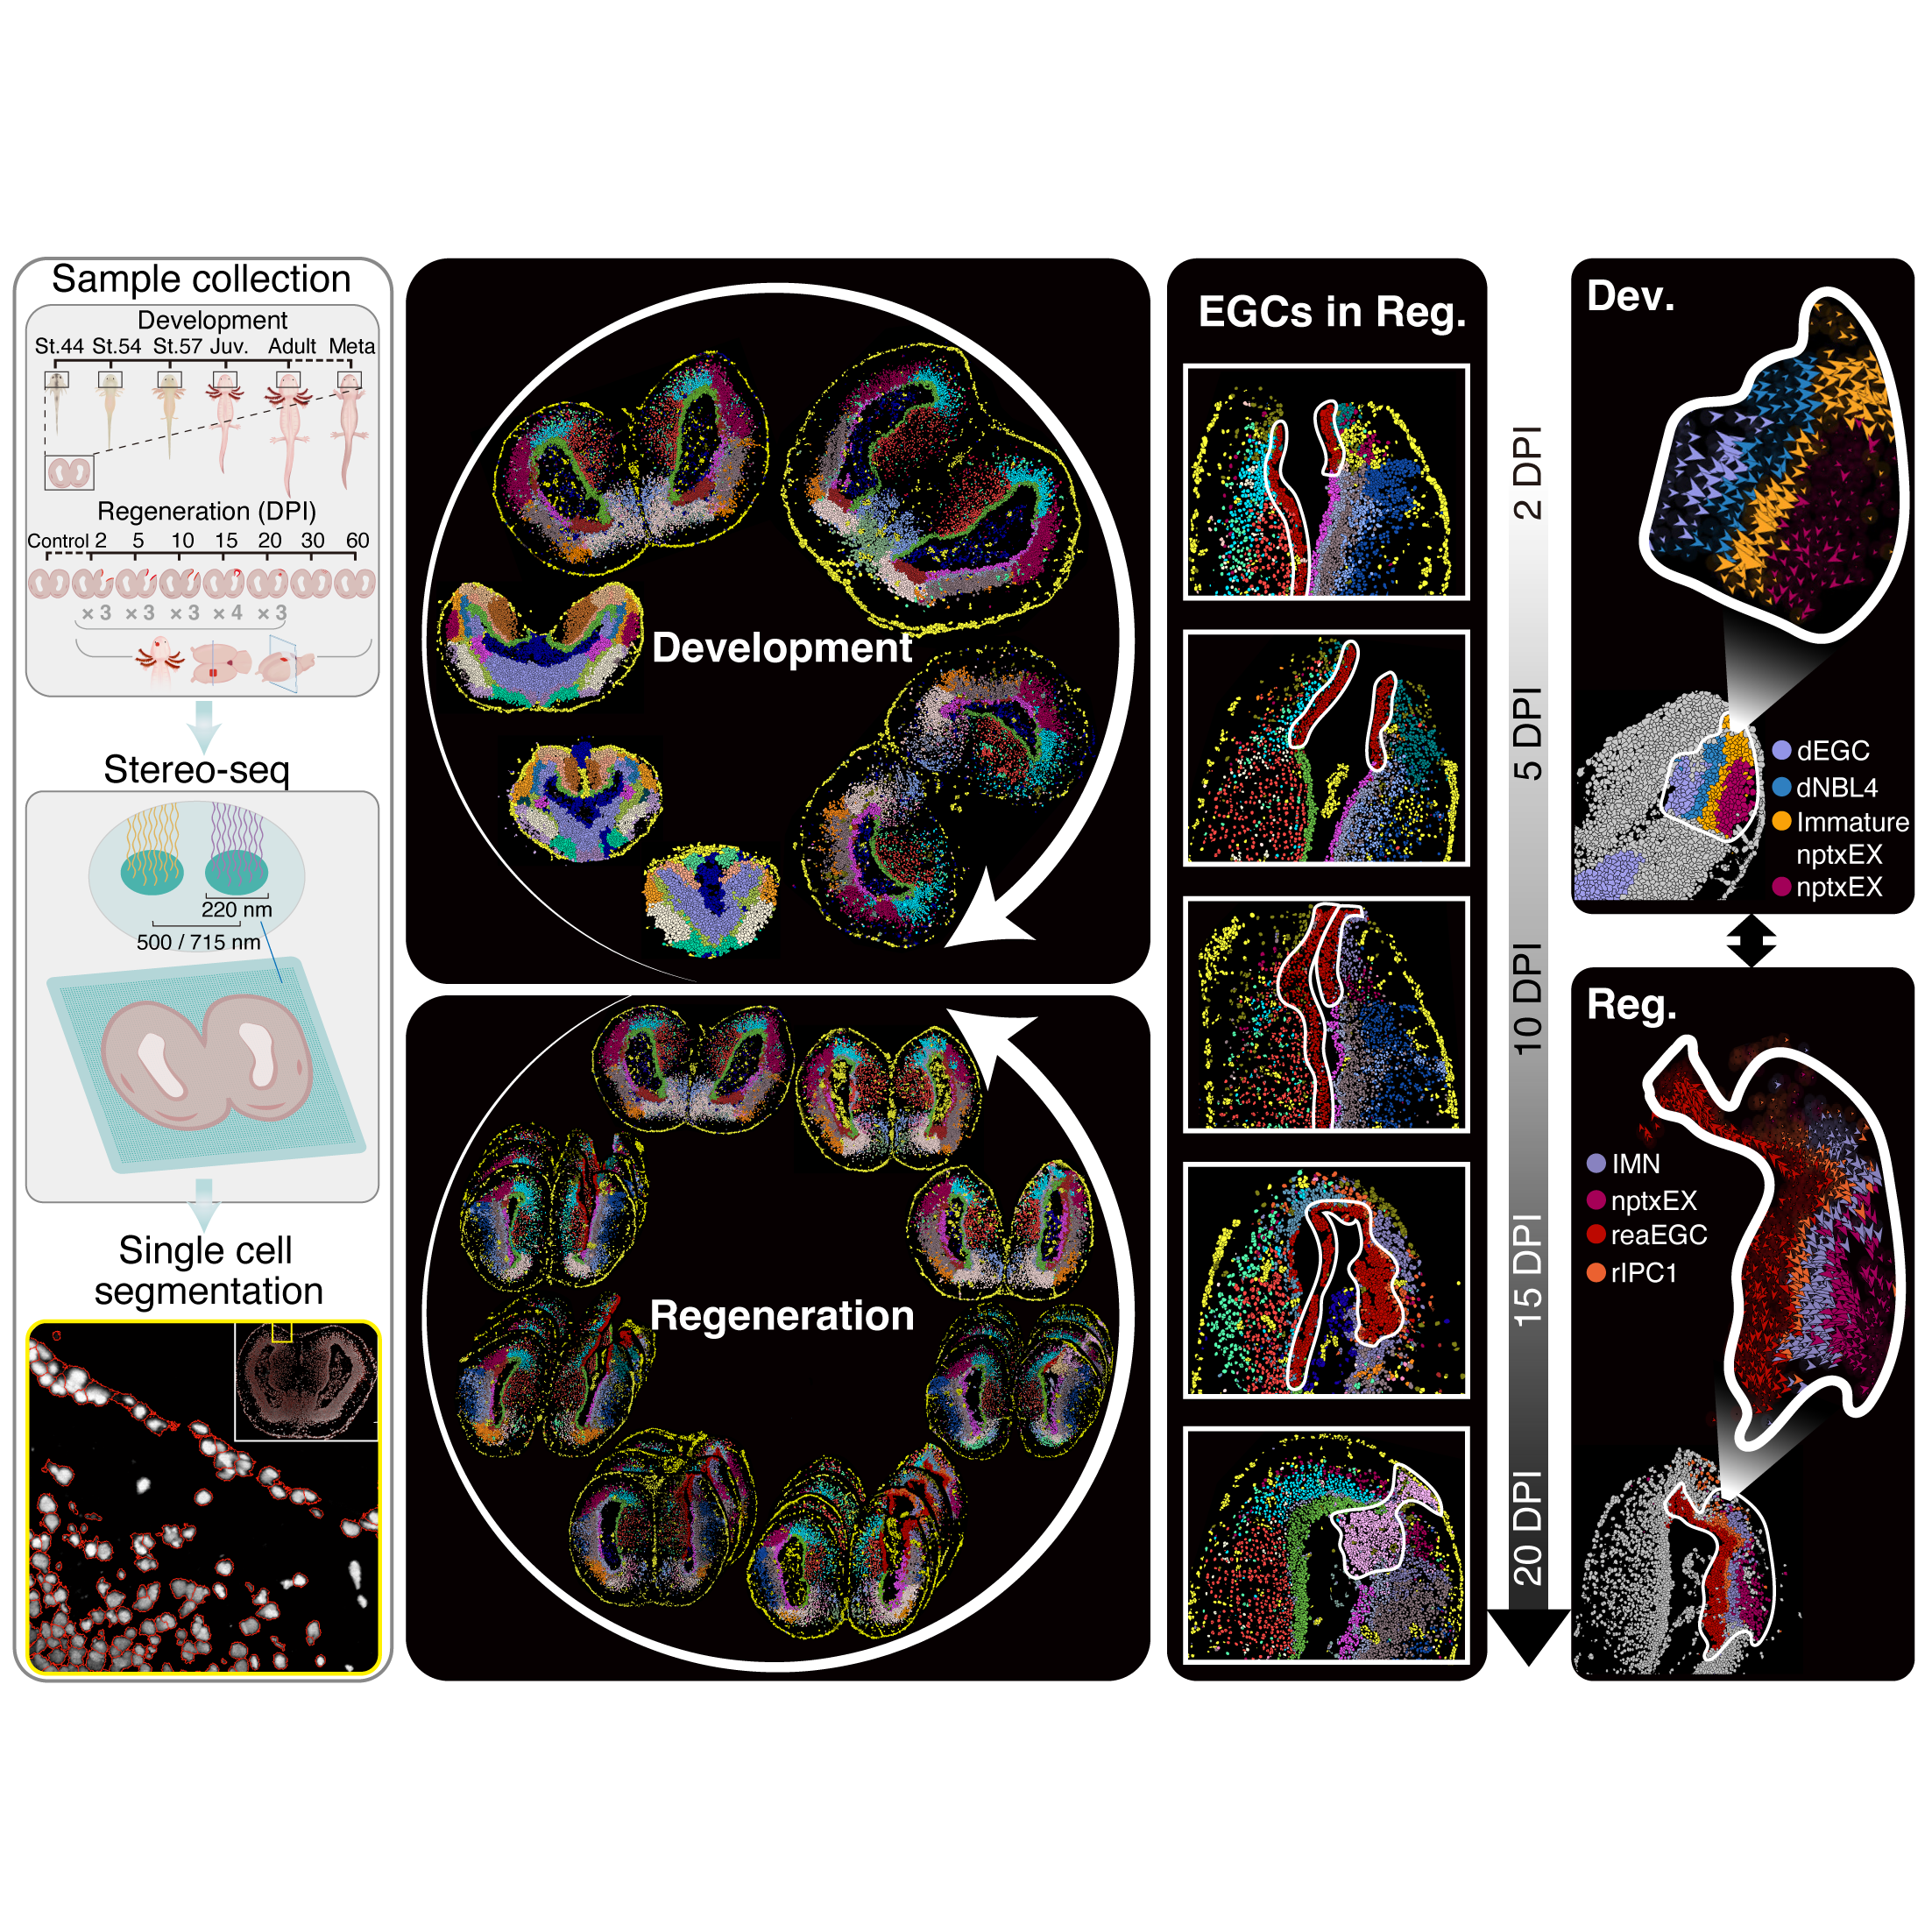 Sample collection
Development
St.44 St.54 St.57 Juv. Adult Meta
Regeneration (DPI)
Control 2 5 10 15 20 30 60
× 3 × 3 × 3 × 4 × 3
Stereo-seq
220 nm
500 / 715 nm
Single cell
segmentation
Development
Regeneration
EGCs in Reg.
2 DPI
5 DPI
10 DPI
15 DPI
20 DPI
Dev.
dEGC
dNBL4
Immature
nptxEX
nptxEX
Reg.
IMN
nptxEX
reaEGC
rIPC1